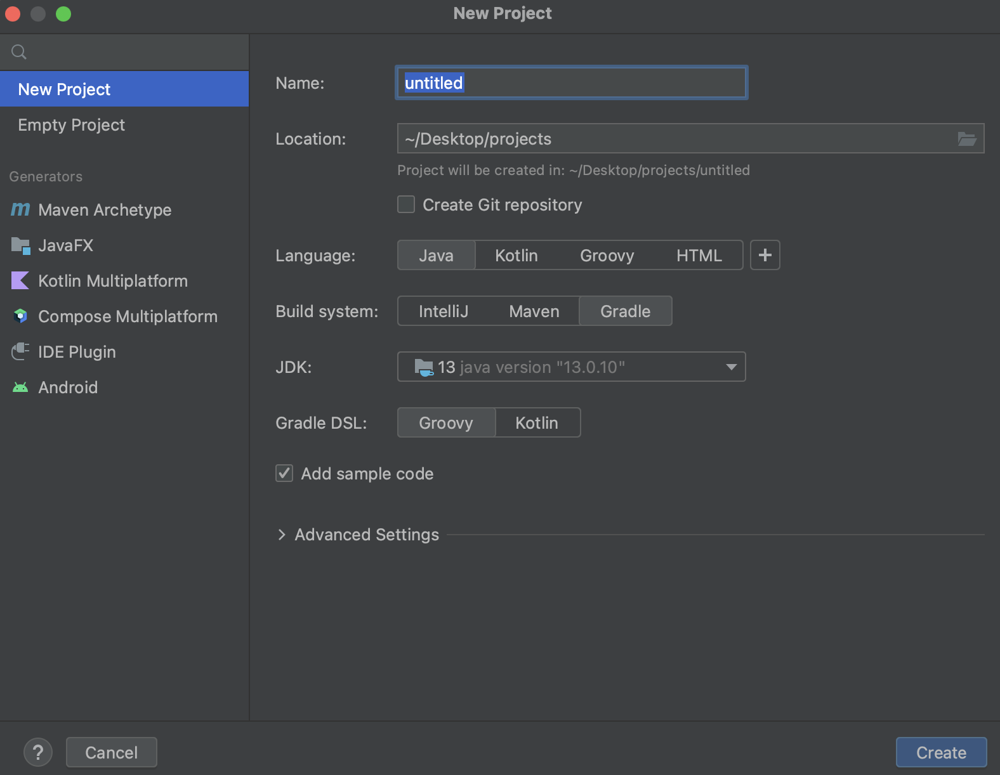 New Project
New Project
Empty Project
Generators
Maven Archetype
JavaFX
Kotlin Multiplatform
Compose Multiplatform
IDE Plugin
Android
Name: untitled
Location: ~/Desktop/projects
Project will be created in: ~/Desktop/projects/untitled
Create Git repository
Language: Java Kotlin Groovy HTML +
Build system: IntelliJ Maven Gradle
JDK: 13 java version "13.0.10"
Gradle DSL: Groovy Kotlin
Add sample code
Advanced Settings
? Cancel Create